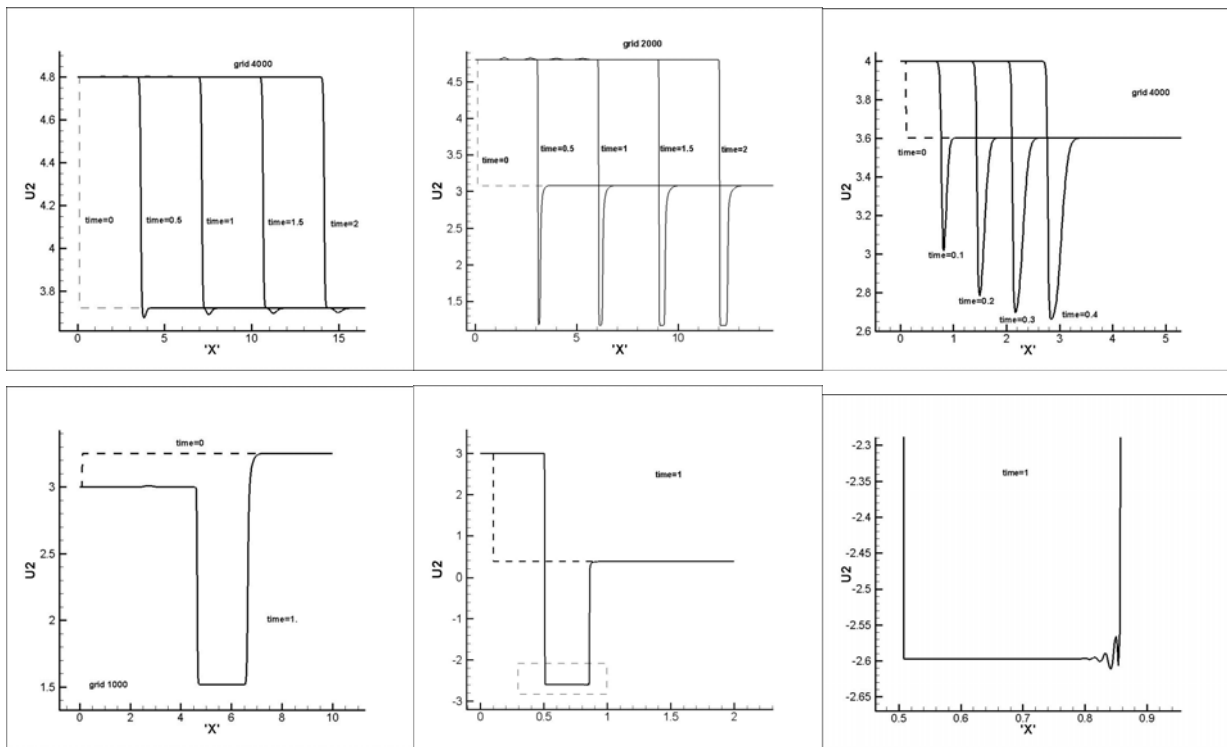 grid 4000
4.8
4.6
4.4
4.2
4
3.8
U2
time=0
time=0.5
time=1
time=1.5
time=2
0
5
10
15
'X'
grid 2000
4.5
4
3.5
3
2.5
2
1.5
U2
time=0
time=0.5
time=1
time=1.5
time=2
0
5
10
'X'
4
3.8
3.6
3.4
3.2
3
2.8
2.6
U2
grid 4000
time=0
time=0.1
time=0.2
time=0.3
time=0.4
0
1
2
3
4
5
'X'
time=0
3
2.5
2
1.5
U2
time=1.
grid 1000
0
2
4
6
8
10
'X'
3
2
1
0
-1
-2
-3
U2
time=1
0
0.5
1
1.5
2
'X'
-2.3
-2.35
-2.4
-2.45
-2.5
-2.55
-2.6
-2.65
U2
time=1
0.5
0.6
0.7
0.8
0.9
'X'